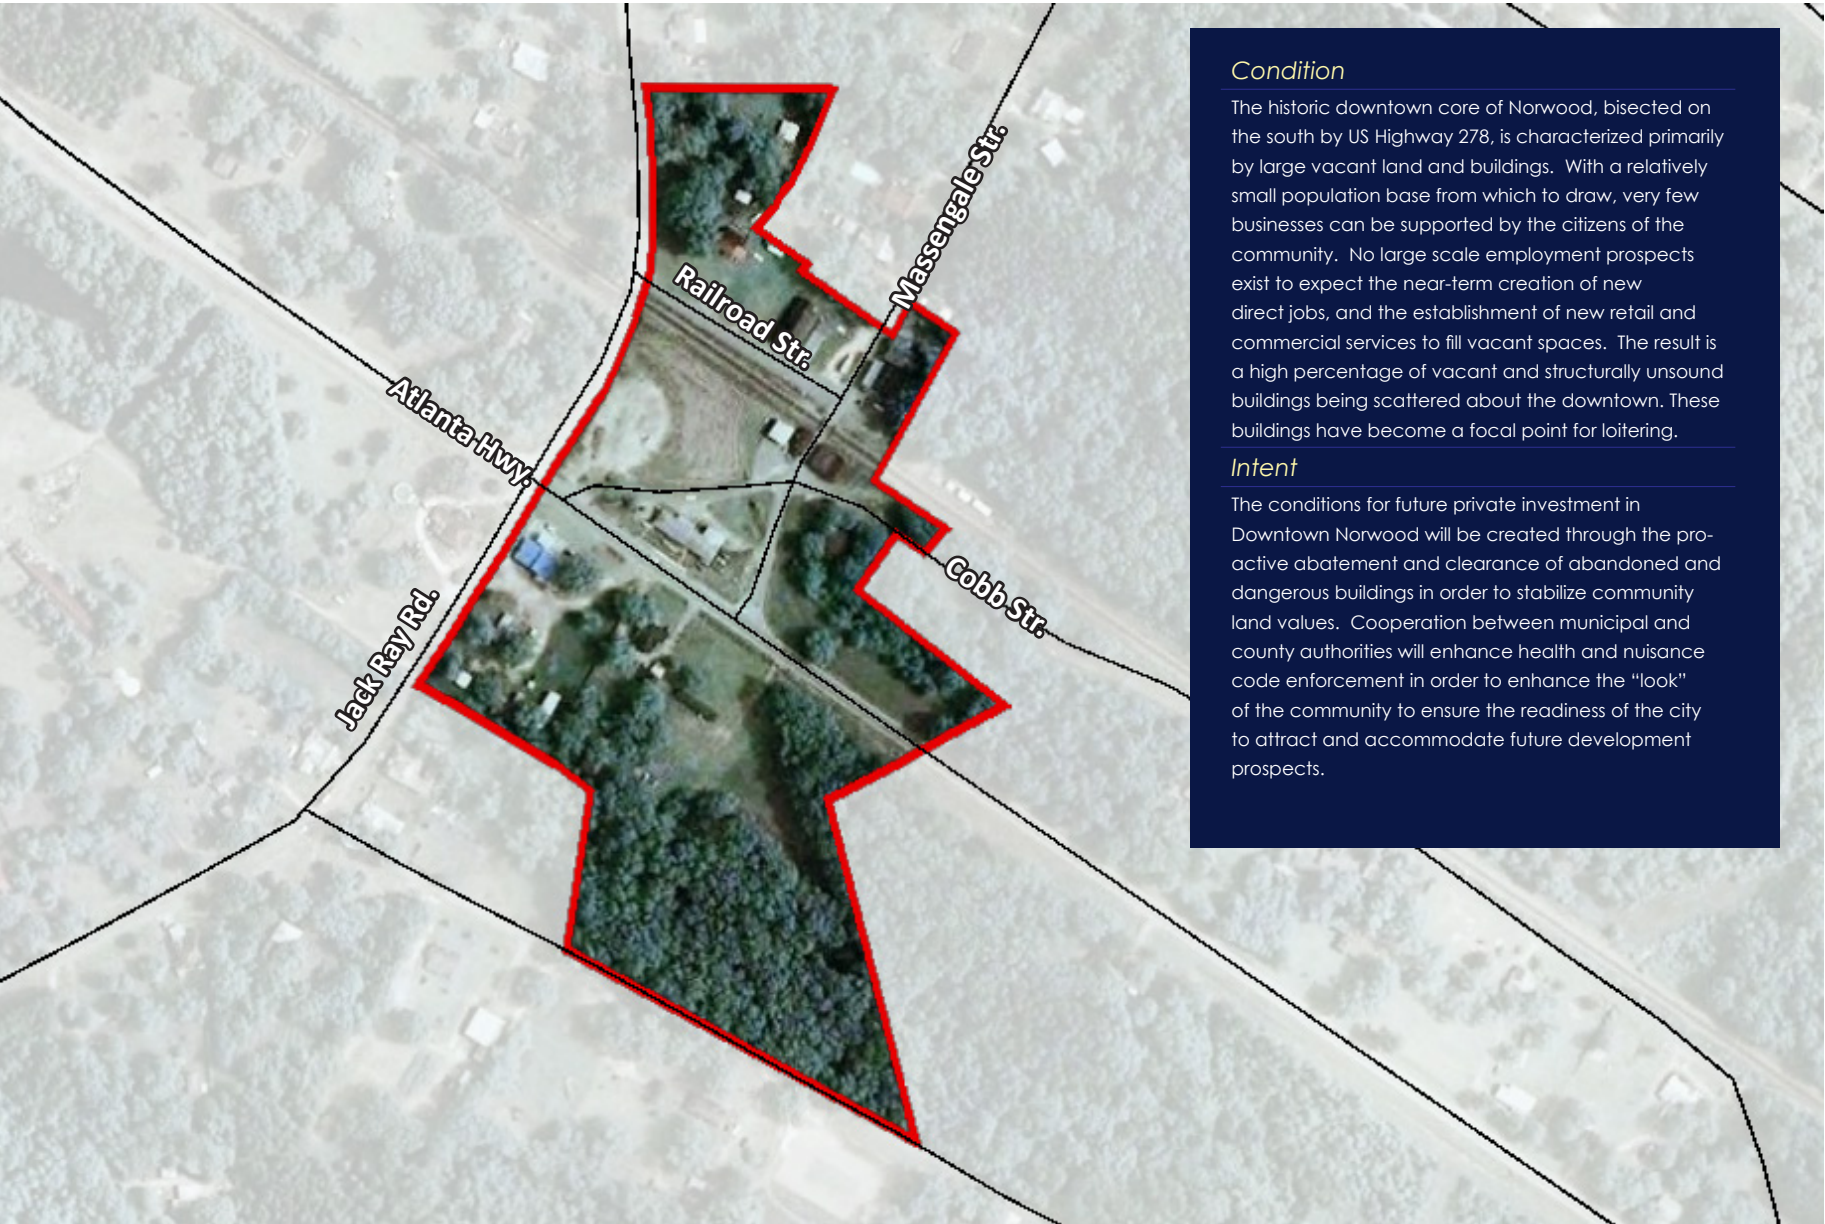 Condition
The historic downtown core of Norwood, bisected on
the south by US Highway 278, is characterized primarily
by large vacant land and buildings.  With a relatively
small population base from which to draw, very few
businesses can be supported by the citizens of the
community.  No large scale employment prospects
exist to expect the near-term creation of new
direct jobs, and the establishment of new retail and
commercial services to fill vacant spaces.  The result is
a high percentage of vacant and structurally unsound
buildings being scattered about the downtown. These
buildings have become a focal point for loitering.
Intent
The conditions for future private investment in
Downtown Norwood will be created through the pro-
active abatement and clearance of abandoned and
dangerous buildings in order to stabilize community
land values.  Cooperation between municipal and
county authorities will enhance health and nuisance
code enforcement in order to enhance the “look”
of the community to ensure the readiness of the city
to attract and accommodate future development
prospects.
Massengale Str.
Railroad Str.
Atlanta Hwy.
Cobb Str.
Jack Ray Rd.